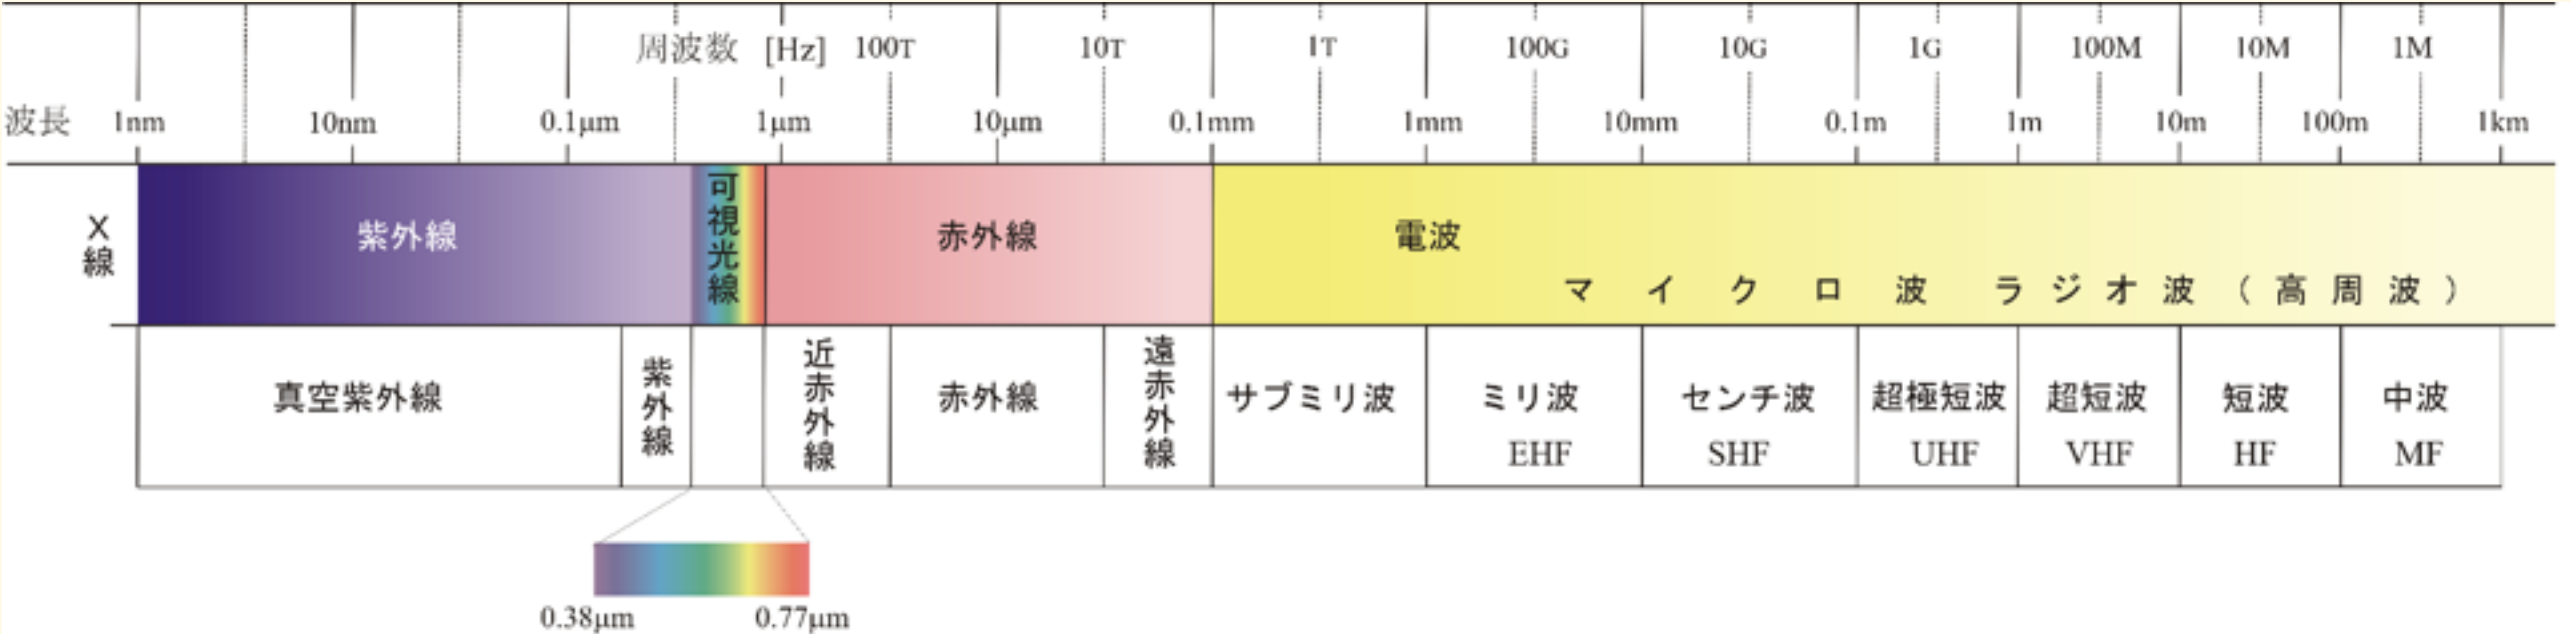 周波数 [Hz] 100T 10T 1T 100G 10G 1G 100M 10M 1M
波長 1nm 10nm 0.1μm 1μm 10μm 0.1mm 1mm 10mm 0.1m 1m 10m 100m 1km
X線
紫外線
可視光線
赤外線
電波
マイクロ波 ラジオ波(高周波)
真空紫外線
紫外線
近赤外線
赤外線
遠赤外線
サブミリ波
ミリ波
EHF
センチ波
SHF
超極短波
UHF
超短波
VHF
短波
HF
中波
MF
0.38μm 0.77μm